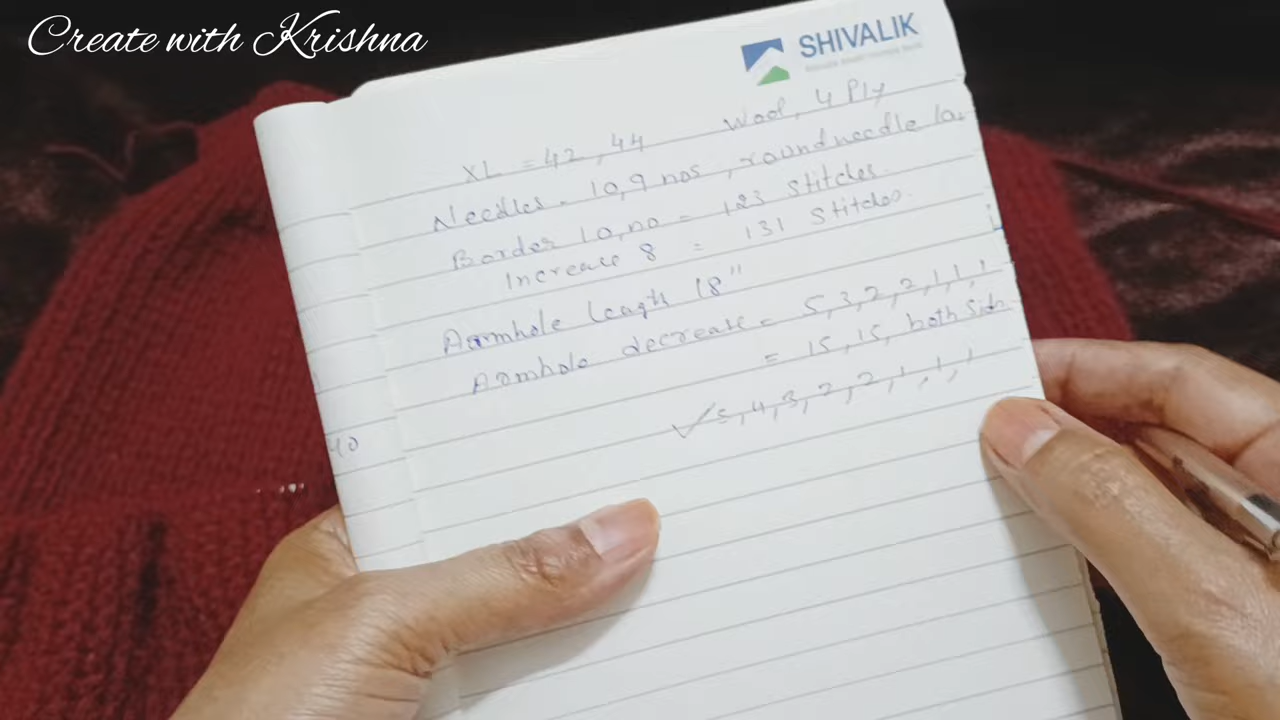 Create with Krishna
SHIVALIK
Wool, 4 Ply
XL = 42, 44
Needles - 10, 9 nos, round needle
Border 10, no = 123 stitches.
Increase 8 = 131 Stitches.
Armhole length 18"
Armhole decrease = 5, 3, 2, 2, 1, 1, 1
= 15, 15, both side
✓ 5, 4, 3, 2, 2, 1, 1, 1
40